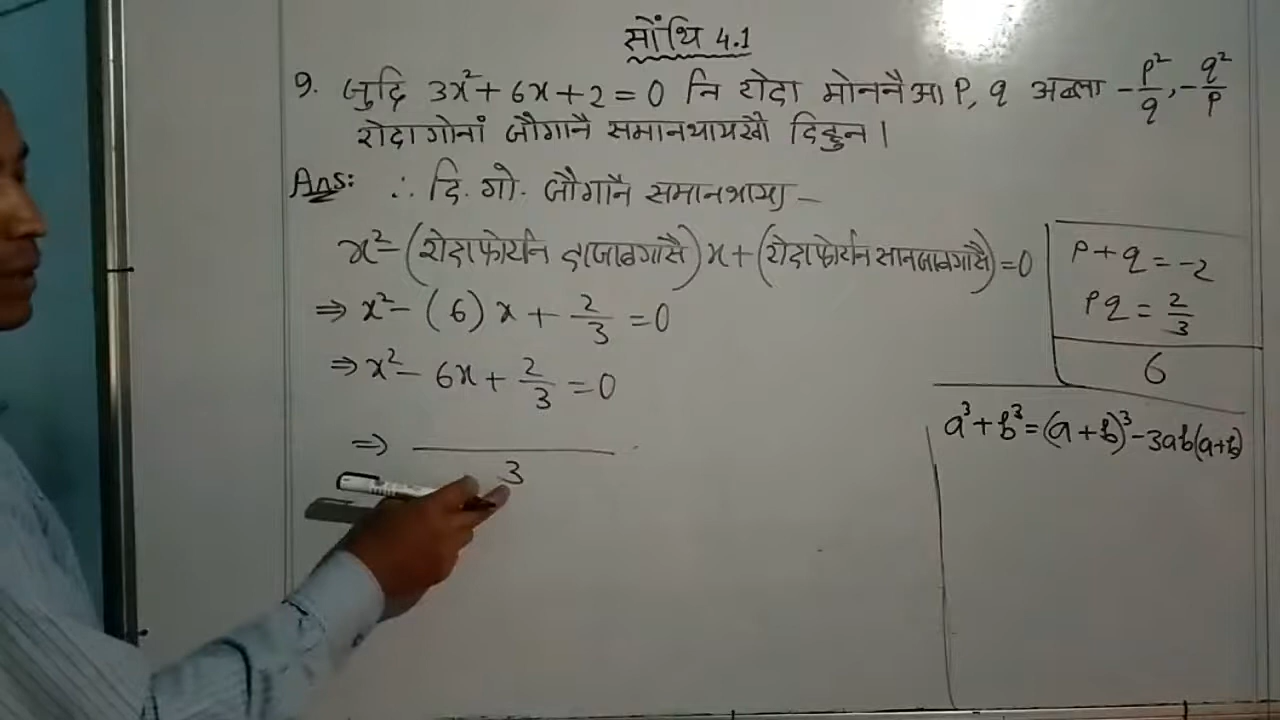 सोंथि 4.1
9. जुदि 3x²+6x+2=0 नि रोदा मोननैआ P, q अब्ला -p²/q, -q²/p
रोदा गोनां जौगानै समानथायखौ दिहुन।
Ans: ∴ दि. गो. जौगानै समानथाया —
x²-(रोदाफोर्यनि दाजाबगासै)x+(रोदाफोर्यनि सानजाबगासै)=0
⇒ x²-(6)x+2/3=0
⇒ x²-6x+2/3=0
⇒
3
P+q=-2
Pq=2/3
6
a³+b³=(a+b)³-3ab(a+b)